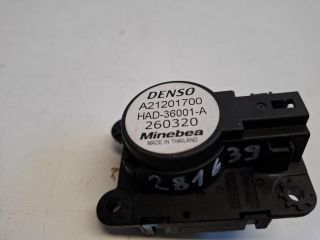 DENSO
A21201700
HAD-36001-A
260320
Minebea
MADE IN THAILAND
281639